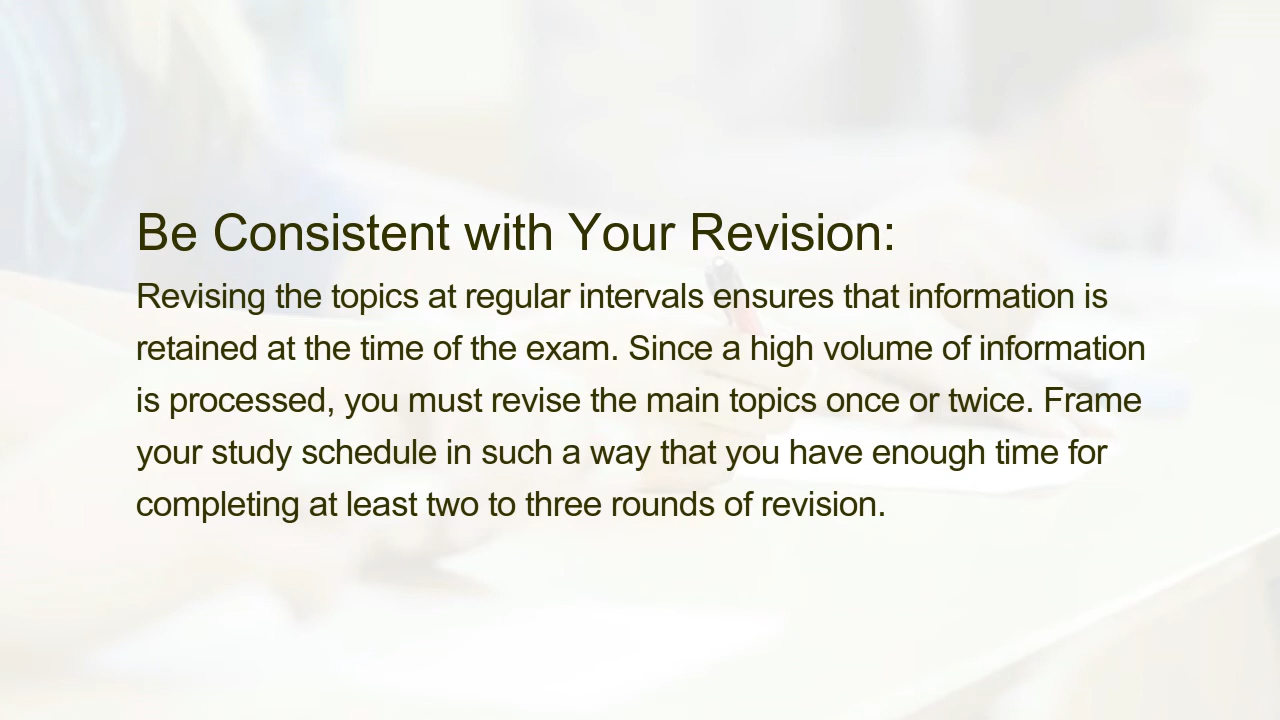 Be Consistent with Your Revision:
Revising the topics at regular intervals ensures that information is
retained at the time of the exam. Since a high volume of information
is processed, you must revise the main topics once or twice. Frame
your study schedule in such a way that you have enough time for
completing at least two to three rounds of revision.